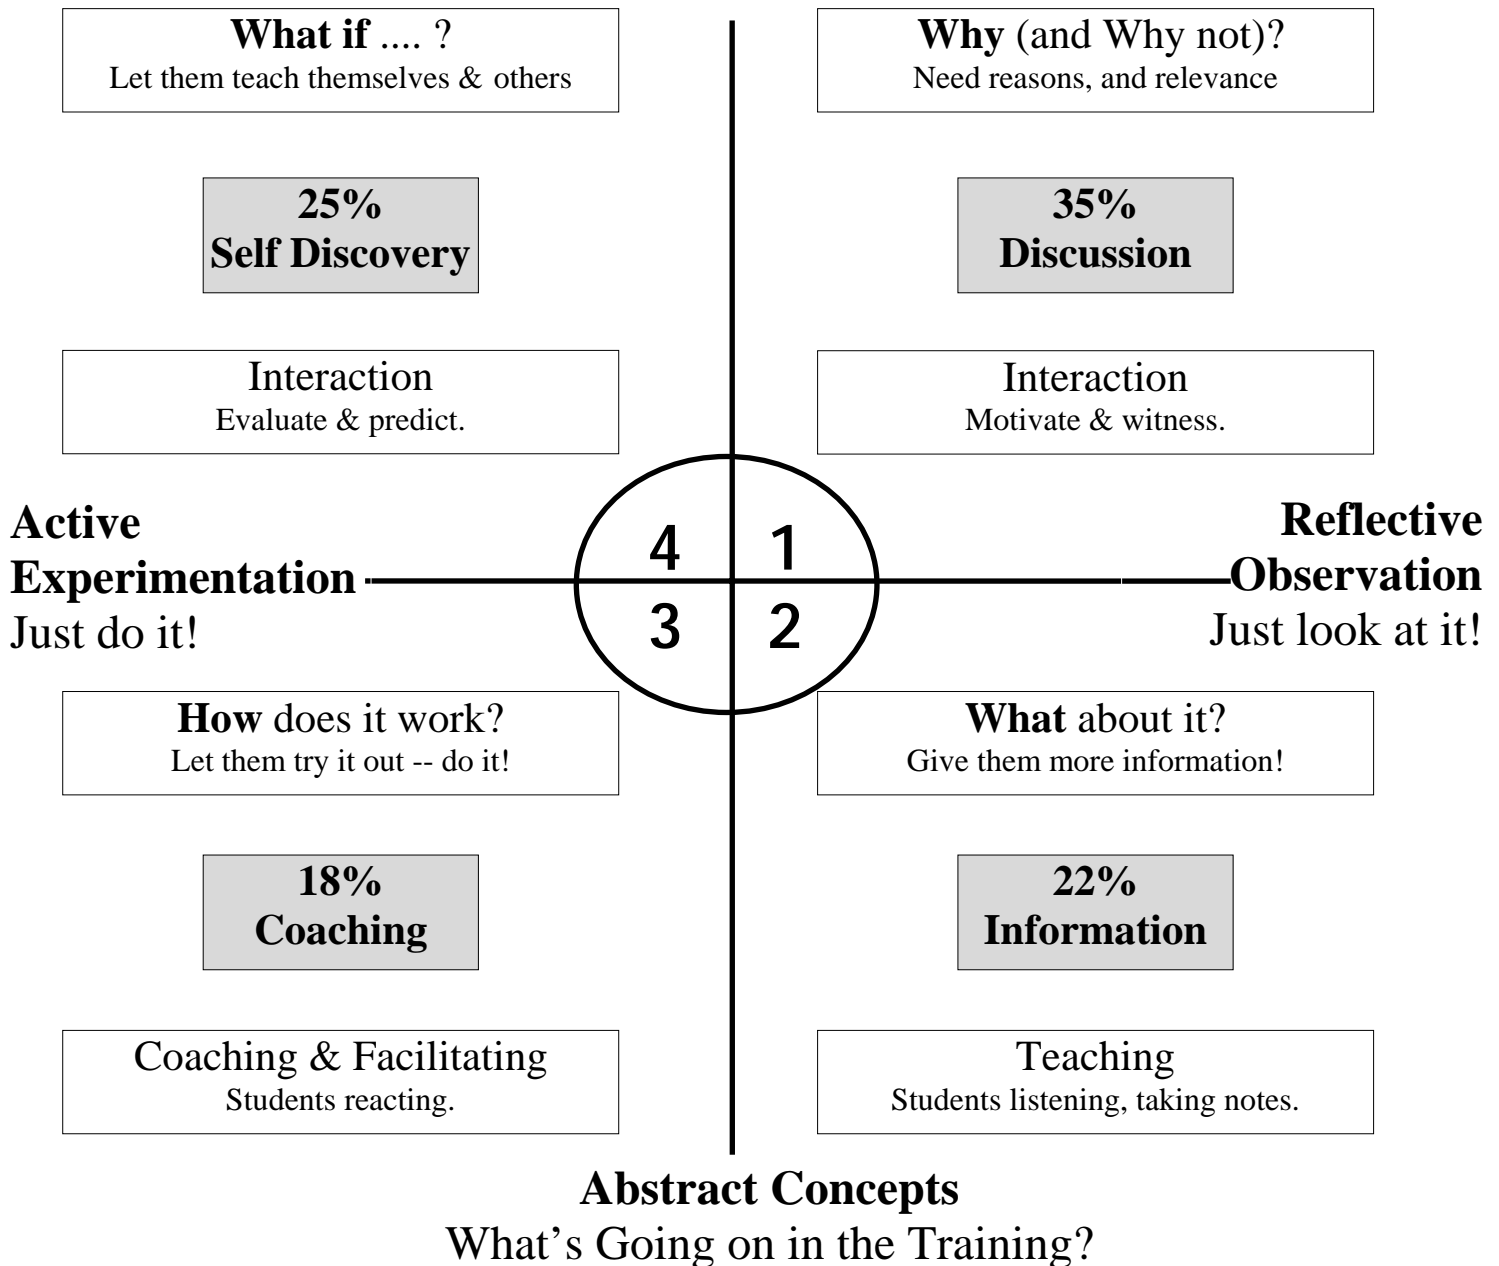 What if .... ?
Let them teach themselves & others
Why (and Why not)?
Need reasons, and relevance
25%
Self Discovery
35%
Discussion
Interaction
Evaluate & predict.
Interaction
Motivate & witness.
Active
Experimentation
Just do it!
4 1
3 2
Reflective
Observation
Just look at it!
How does it work?
Let them try it out -- do it!
What about it?
Give them more information!
18%
Coaching
22%
Information
Coaching & Facilitating
Students reacting.
Teaching
Students listening, taking notes.
Abstract Concepts
What’s Going on in the Training?